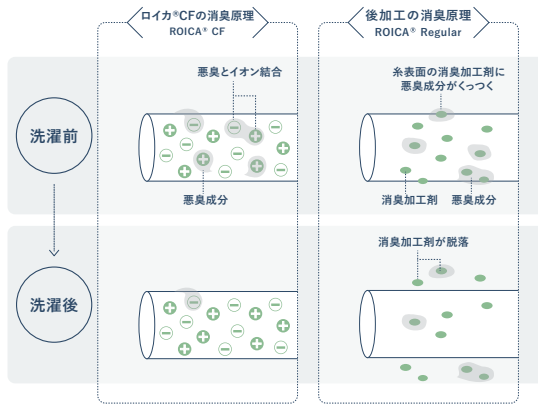 ロイカ®CFの消臭原理
ROICA® CF
後加工の消臭原理
ROICA® Regular
洗濯前
悪臭とイオン結合
悪臭成分
糸表面の消臭加工剤に
悪臭成分がくっつく
消臭加工剤
悪臭成分
洗濯後
消臭加工剤が脱落